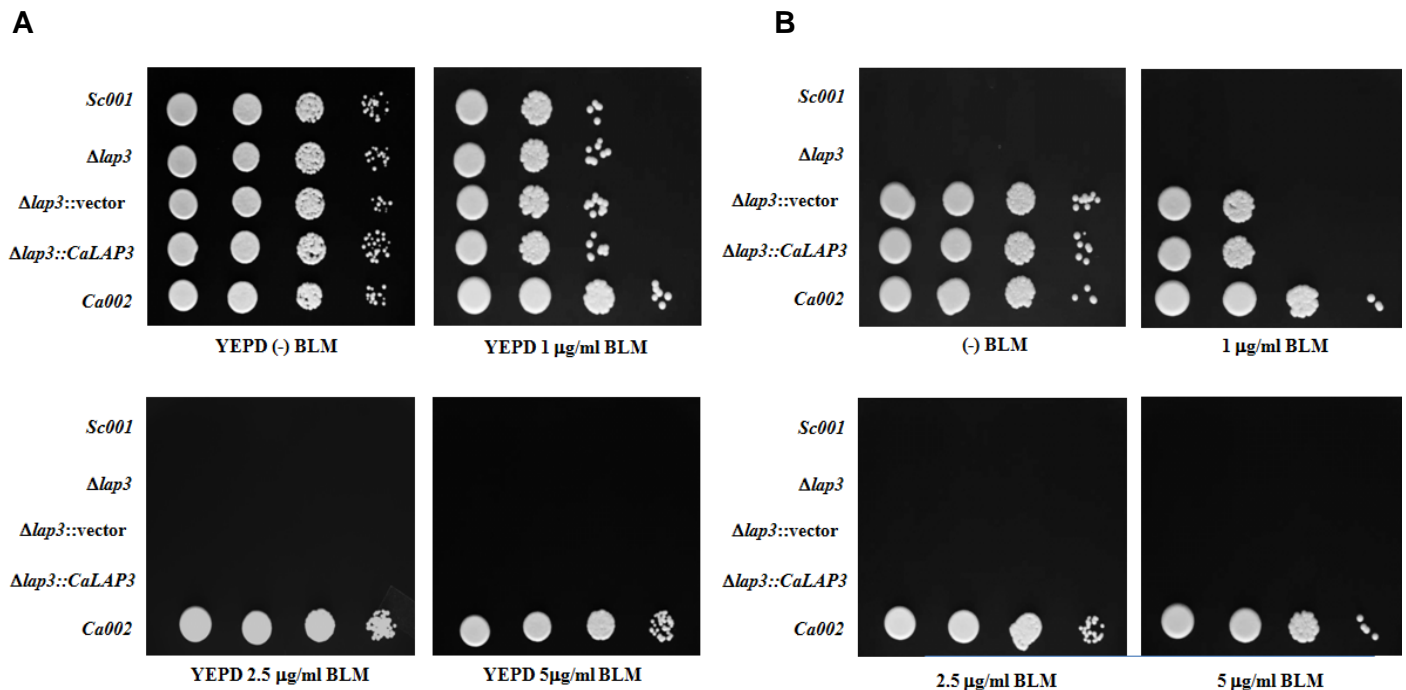 A
B
Sc001
Δlap3
Δlap3::vector
Δlap3::CaLAP3
Ca002
YEPD (-) BLM
YEPD 1 µg/ml BLM
Sc001
Δlap3
Δlap3::vector
Δlap3::CaLAP3
Ca002
(-) BLM
1 µg/ml BLM
Sc001
Δlap3
Δlap3::vector
Δlap3::CaLAP3
Ca002
YEPD 2.5 µg/ml BLM
YEPD 5µg/ml BLM
Sc001
Δlap3
Δlap3::vector
Δlap3::CaLAP3
Ca002
2.5 µg/ml BLM
5 µg/ml BLM